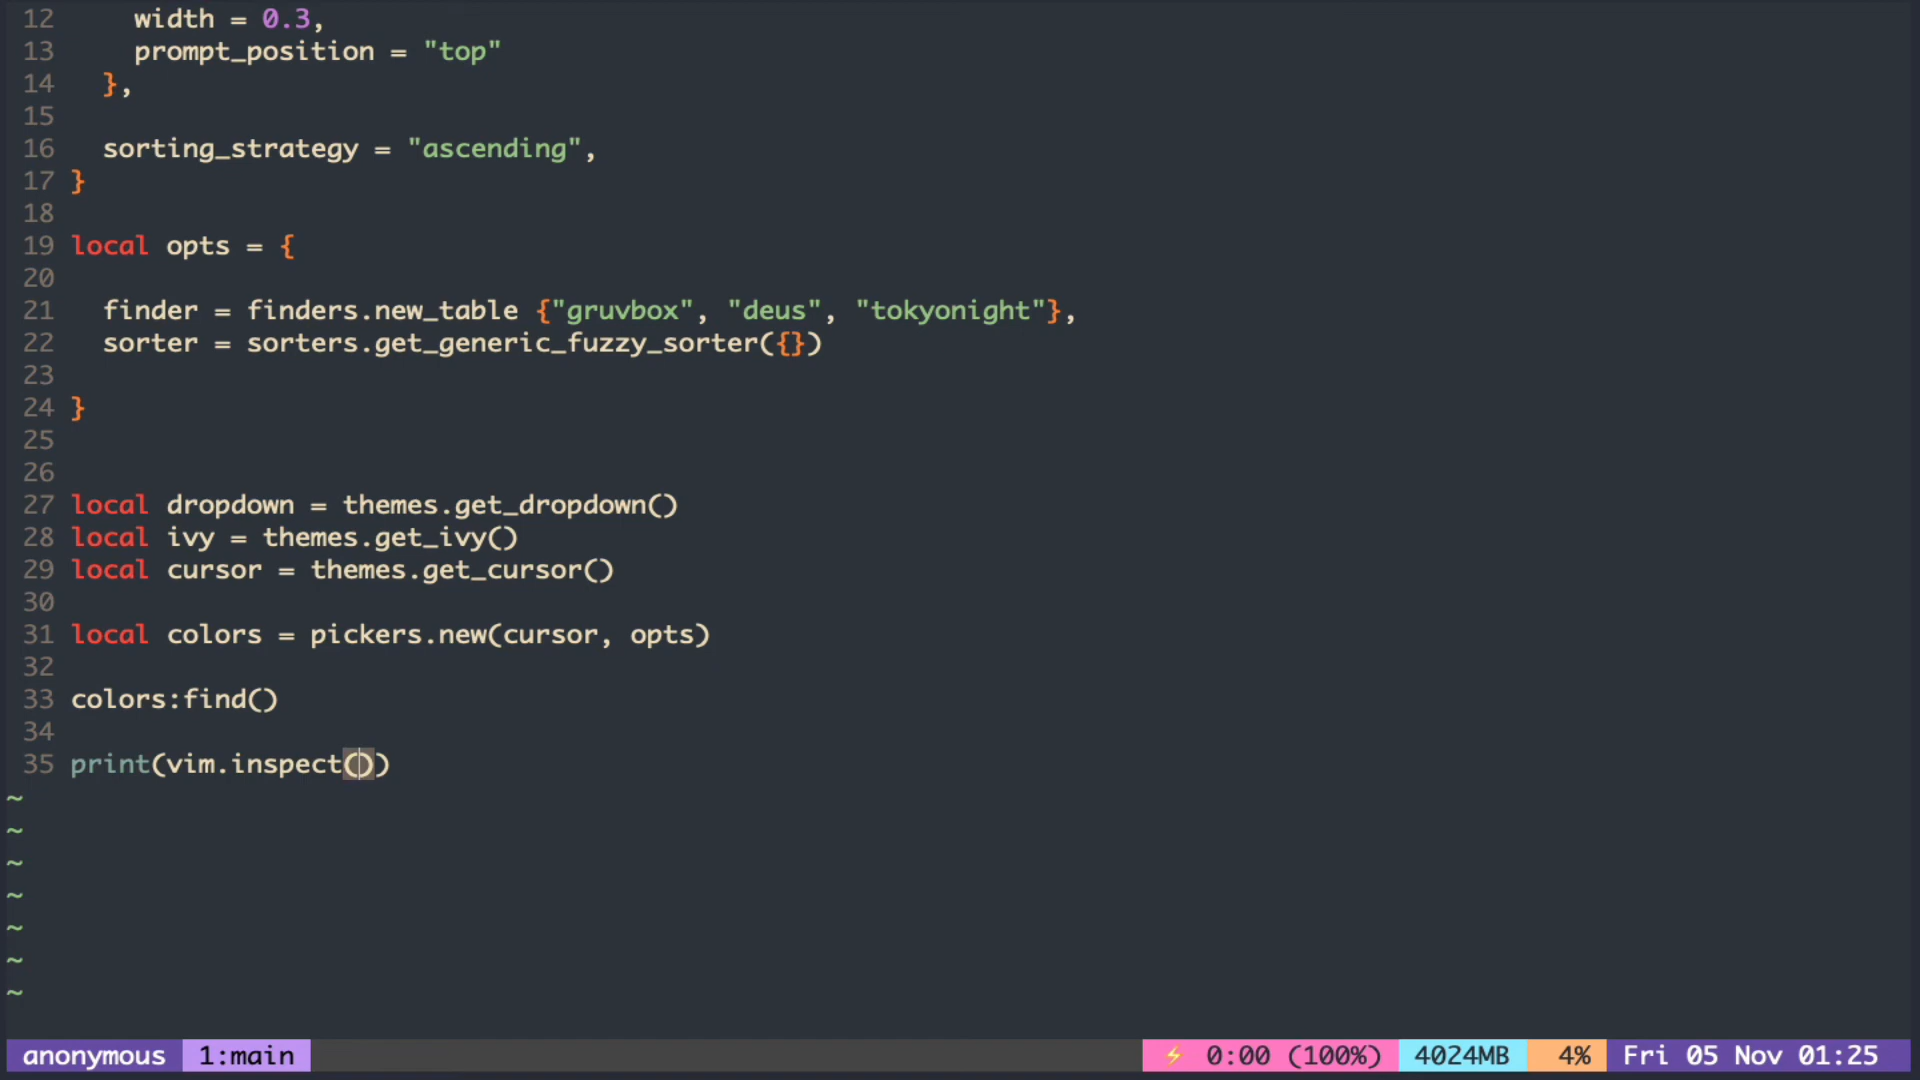 12     width = 0.3,
13     prompt_position = "top"
14   },
15
16   sorting_strategy = "ascending",
17 }
18
19 local opts = {
20
21   finder = finders.new_table {"gruvbox", "deus", "tokyonight"},
22   sorter = sorters.get_generic_fuzzy_sorter({})
23
24 }
25
26
27 local dropdown = themes.get_dropdown()
28 local ivy = themes.get_ivy()
29 local cursor = themes.get_cursor()
30
31 local colors = pickers.new(cursor, opts)
32
33 colors:find()
34
35 print(vim.inspect())
~
~
~
~
~
~
~
anonymous 1:main ⚡ 0:00 (100%) 4024MB 4% Fri 05 Nov 01:25